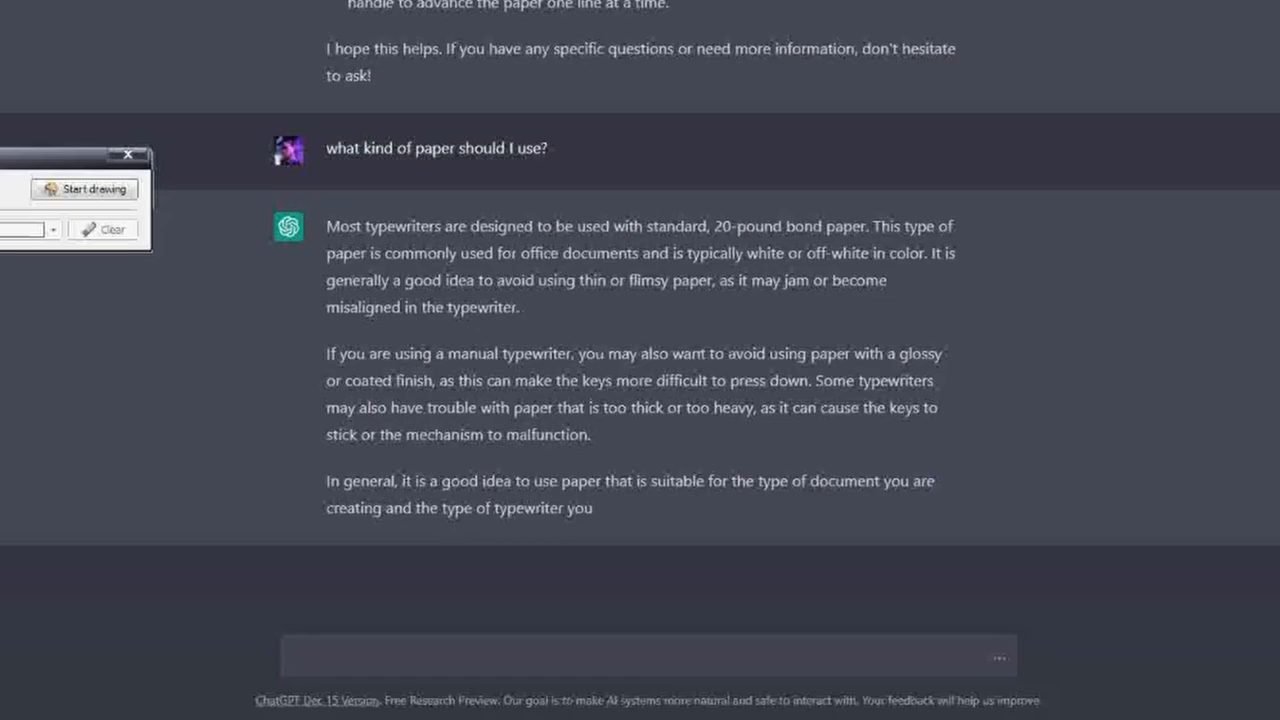 handle to advance the paper one line at a time.
I hope this helps. If you have any specific questions or need more information, don't hesitate
to ask!
what kind of paper should I use?
Start drawing
Clear
Most typewriters are designed to be used with standard, 20-pound bond paper. This type of
paper is commonly used for office documents and is typically white or off-white in color. It is
generally a good idea to avoid using thin or flimsy paper, as it may jam or become
misaligned in the typewriter.
If you are using a manual typewriter, you may also want to avoid using paper with a glossy
or coated finish, as this can make the keys more difficult to press down. Some typewriters
may also have trouble with paper that is too thick or too heavy, as it can cause the keys to
stick or the mechanism to malfunction.
In general, it is a good idea to use paper that is suitable for the type of document you are
creating and the type of typewriter you
ChatGPT Dec 15 Version. Free Research Preview. Our goal is to make AI systems more natural and safe to interact with. Your feedback will help us improve.